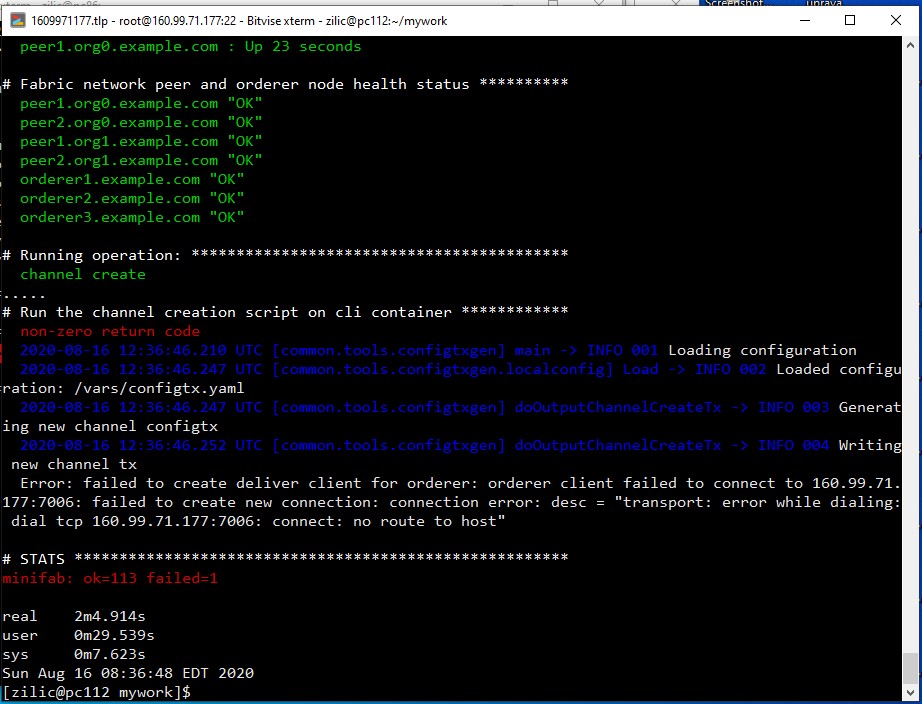 1609971177.tlp - root@160.99.71.177:22 - Bitvise xterm - zilic@pc112:~/mywork
peer1.org0.example.com : Up 23 seconds
# Fabric network peer and orderer node health status **********
peer1.org0.example.com "OK"
peer2.org0.example.com "OK"
peer1.org1.example.com "OK"
peer2.org1.example.com "OK"
orderer1.example.com "OK"
orderer2.example.com "OK"
orderer3.example.com "OK"
# Running operation: ******************************************
channel create
.....
# Run the channel creation script on cli container ************
non-zero return code
2020-08-16 12:36:46.210 UTC [common.tools.configtxgen] main -> INFO 001 Loading configuration
2020-08-16 12:36:46.247 UTC [common.tools.configtxgen.localconfig] Load -> INFO 002 Loaded configu
ration: /vars/configtx.yaml
2020-08-16 12:36:46.247 UTC [common.tools.configtxgen] doOutputChannelCreateTx -> INFO 003 Generat
ing new channel configtx
2020-08-16 12:36:46.252 UTC [common.tools.configtxgen] doOutputChannelCreateTx -> INFO 004 Writing
new channel tx
Error: failed to create deliver client for orderer: orderer client failed to connect to 160.99.71.
177:7006: failed to create new connection: connection error: desc = "transport: error while dialing:
dial tcp 160.99.71.177:7006: connect: no route to host"
# STATS *******************************************************
minifab: ok=113 failed=1
real 2m4.914s
user 0m29.539s
sys 0m7.623s
Sun Aug 16 08:36:48 EDT 2020
[zilic@pc112 mywork]$